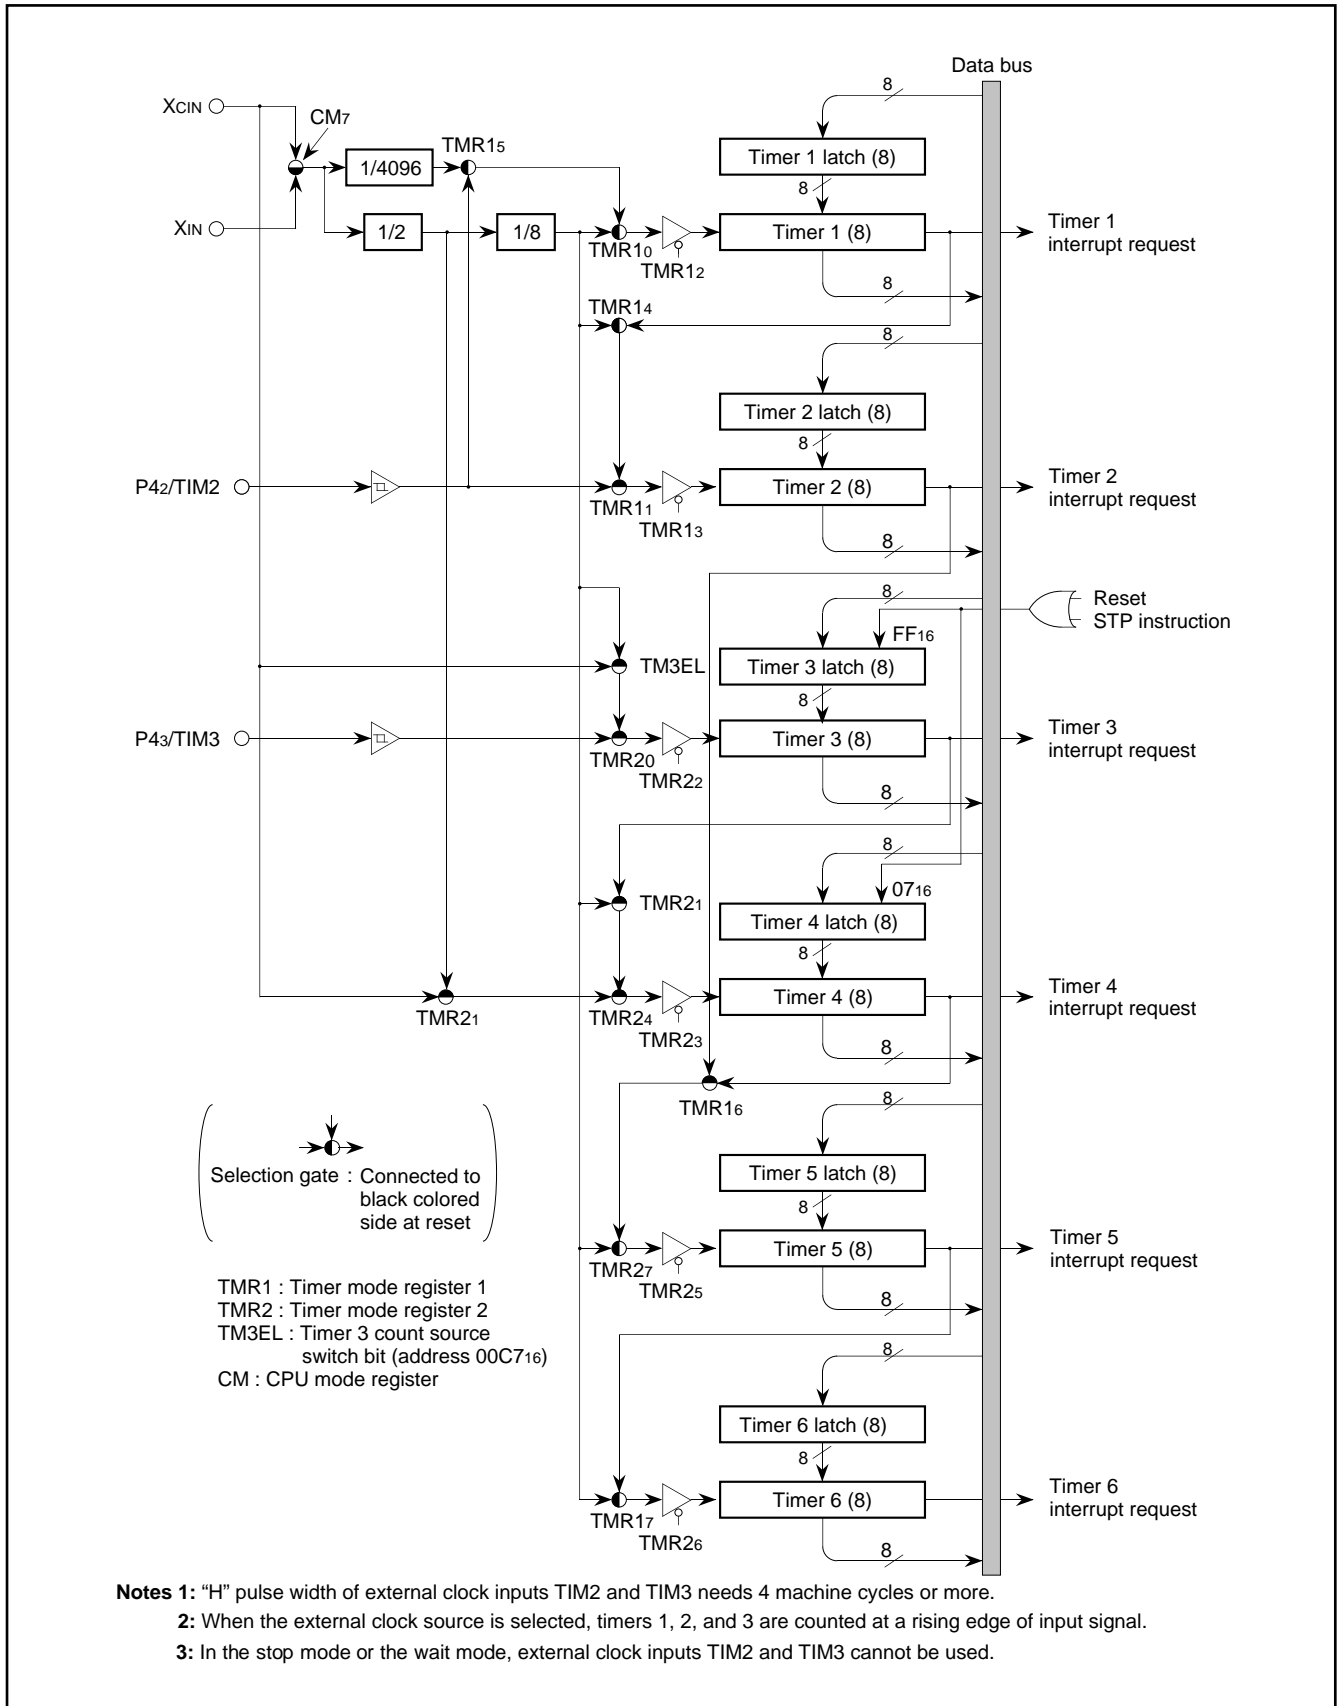 Data bus
8
XCIN
CM7
TMR15
1/4096
Timer 1 latch (8)
8
XIN
1/2
1/8
TMR10
TMR12
Timer 1 (8)
Timer 1
interrupt request
8
TMR14
8
Timer 2 latch (8)
8
P42/TIM2
TMR11
TMR13
Timer 2 (8)
Timer 2
interrupt request
8
8
Reset
STP instruction
FF16
TM3EL
Timer 3 latch (8)
8
P43/TIM3
TMR20
TMR22
Timer 3 (8)
Timer 3
interrupt request
8
8
0716
TMR21
Timer 4 latch (8)
8
TMR21
TMR24
TMR23
Timer 4 (8)
Timer 4
interrupt request
8
TMR16
8
Selection gate : Connected to
black colored
side at reset
Timer 5 latch (8)
8
TMR27
TMR25
Timer 5 (8)
Timer 5
interrupt request
8
TMR1 : Timer mode register 1
TMR2 : Timer mode register 2
TM3EL : Timer 3 count source
switch bit (address 00C716)
CM : CPU mode register
8
Timer 6 latch (8)
8
TMR17
TMR26
Timer 6 (8)
Timer 6
interrupt request
8
Notes 1: “H” pulse width of external clock inputs TIM2 and TIM3 needs 4 machine cycles or more.
2: When the external clock source is selected, timers 1, 2, and 3 are counted at a rising edge of input signal.
3: In the stop mode or the wait mode, external clock inputs TIM2 and TIM3 cannot be used.